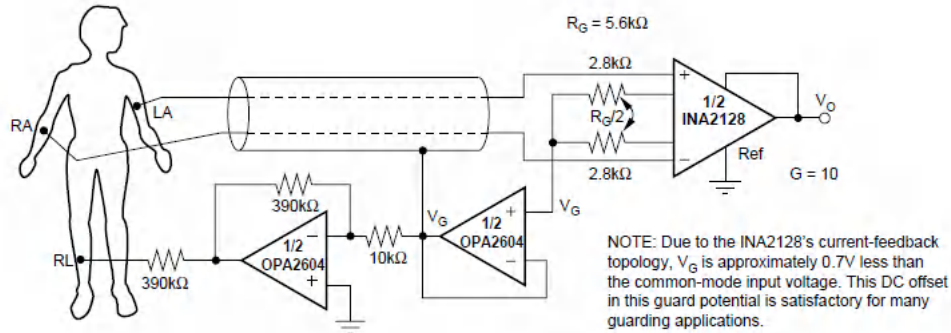 R_G = 5.6kΩ
2.8kΩ
LA
RA
+
1/2
INA2128
V_O
R_G/2
Ref
G = 10
−
2.8kΩ
390kΩ
V_G
+
V_G
1/2
OPA2604
−
10kΩ
−
1/2
OPA2604
+
RL
390kΩ
NOTE: Due to the INA2128's current-feedback
topology, V_G is approximately 0.7V less than
the common-mode input voltage. This DC offset
in this guard potential is satisfactory for many
guarding applications.